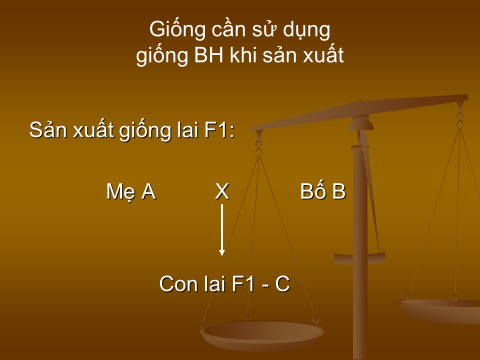 Giống cần sử dụng
giống BH khi sản xuất
Sản xuất giống lai F1:
Mẹ A X Bố B
Con lai F1 - C